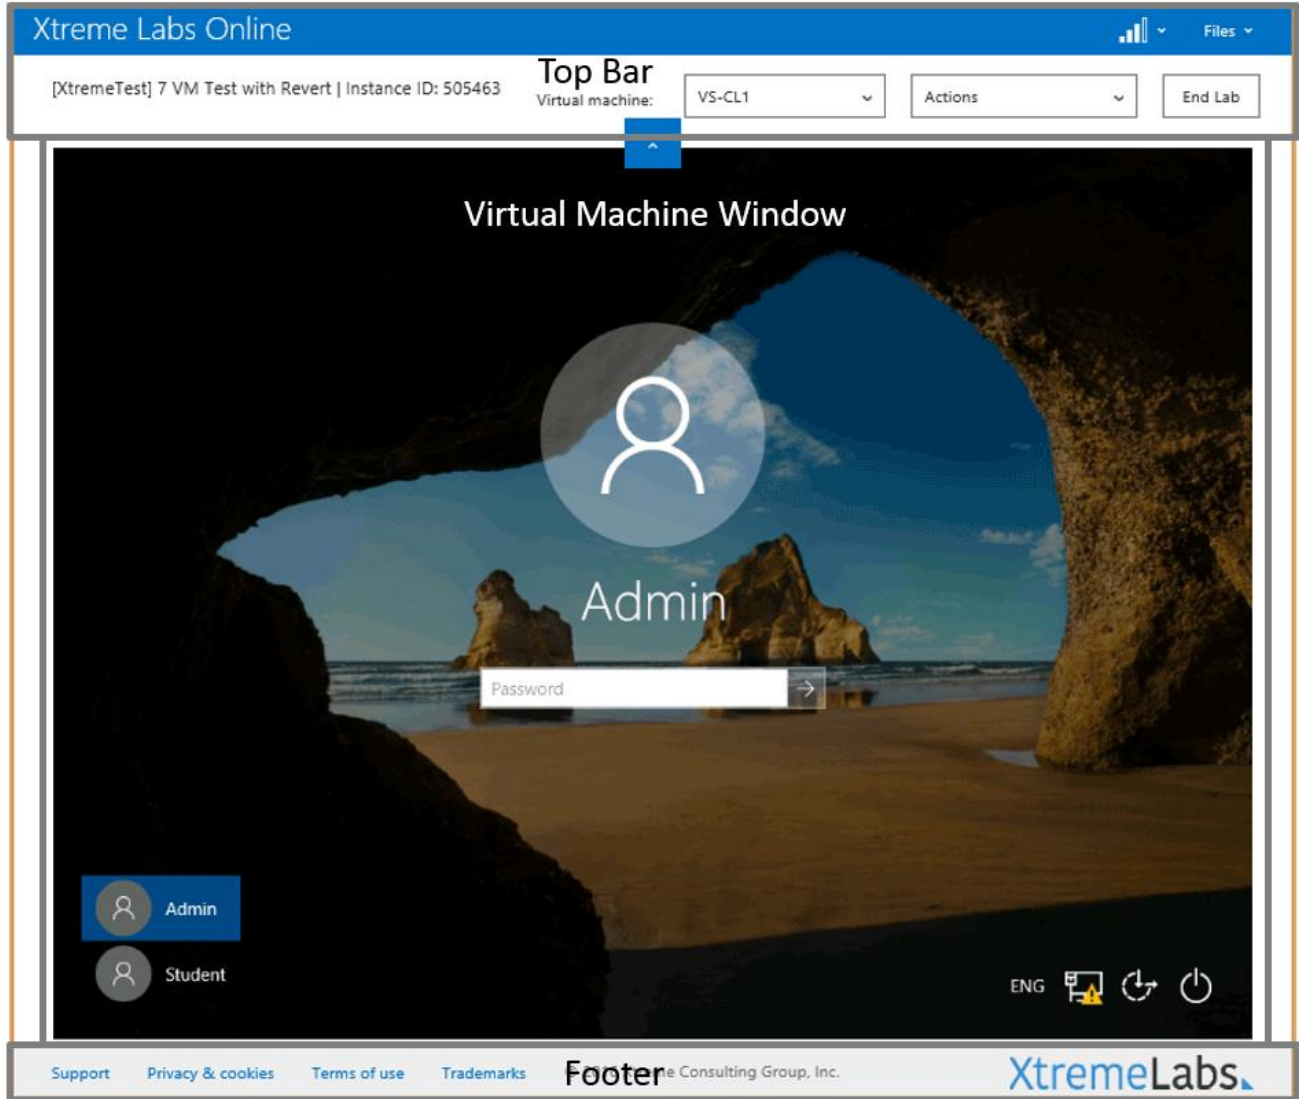 Xtreme Labs Online
Files
[XtremeTest] 7 VM Test with Revert | Instance ID: 505463
Top Bar
Virtual machine:
VS-CL1
Actions
End Lab
Virtual Machine Window
Admin
Password
Admin
Student
ENG
Support Privacy & cookies Terms of use Trademarks
Footer
Consulting Group, Inc.
XtremeLabs.